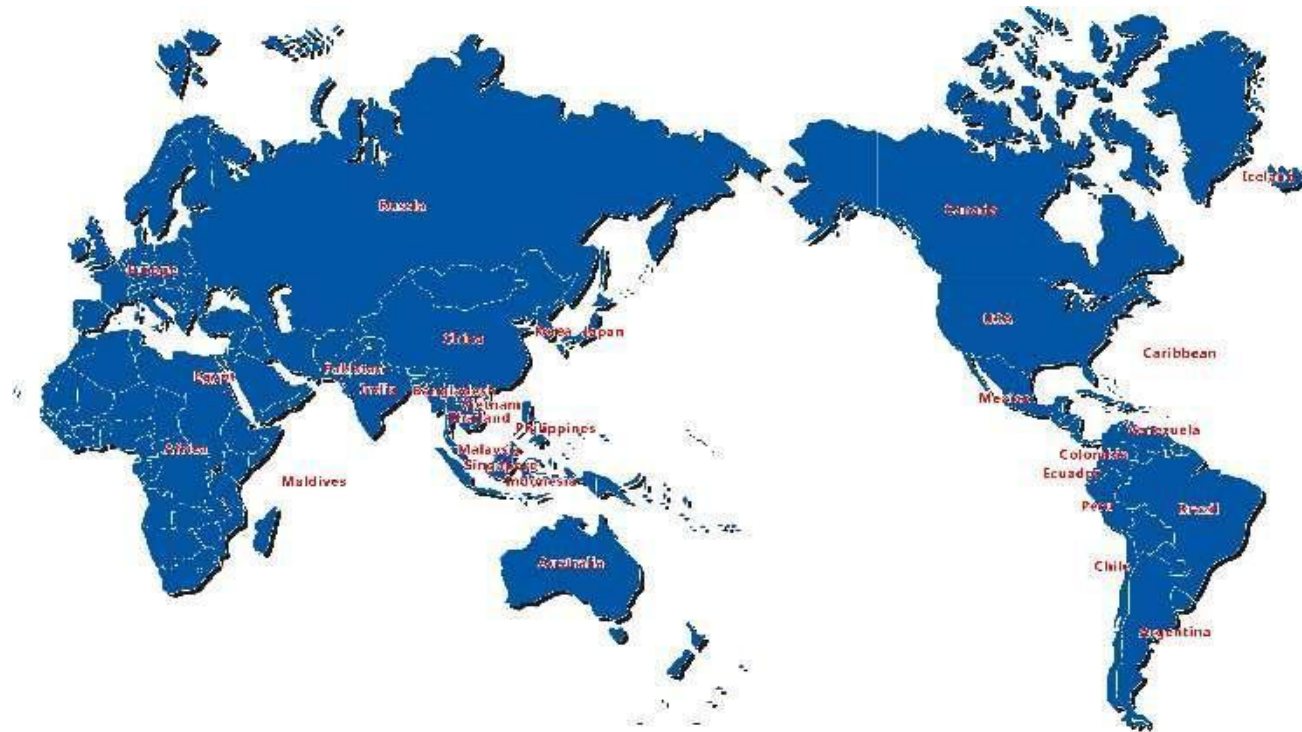 Iceland
Russia
Canada
Europe
USA
Korea Japan
China
Caribbean
Pakistan
Egypt
India
Bangladesh
Mexico
Vietnam
Thailand
Philippines
Venezuela
Africa
Malaysia
Colombia
Singapore
Ecuador
Maldives
Indonesia
Peru
Brazil
Australia
Chile
Argentina